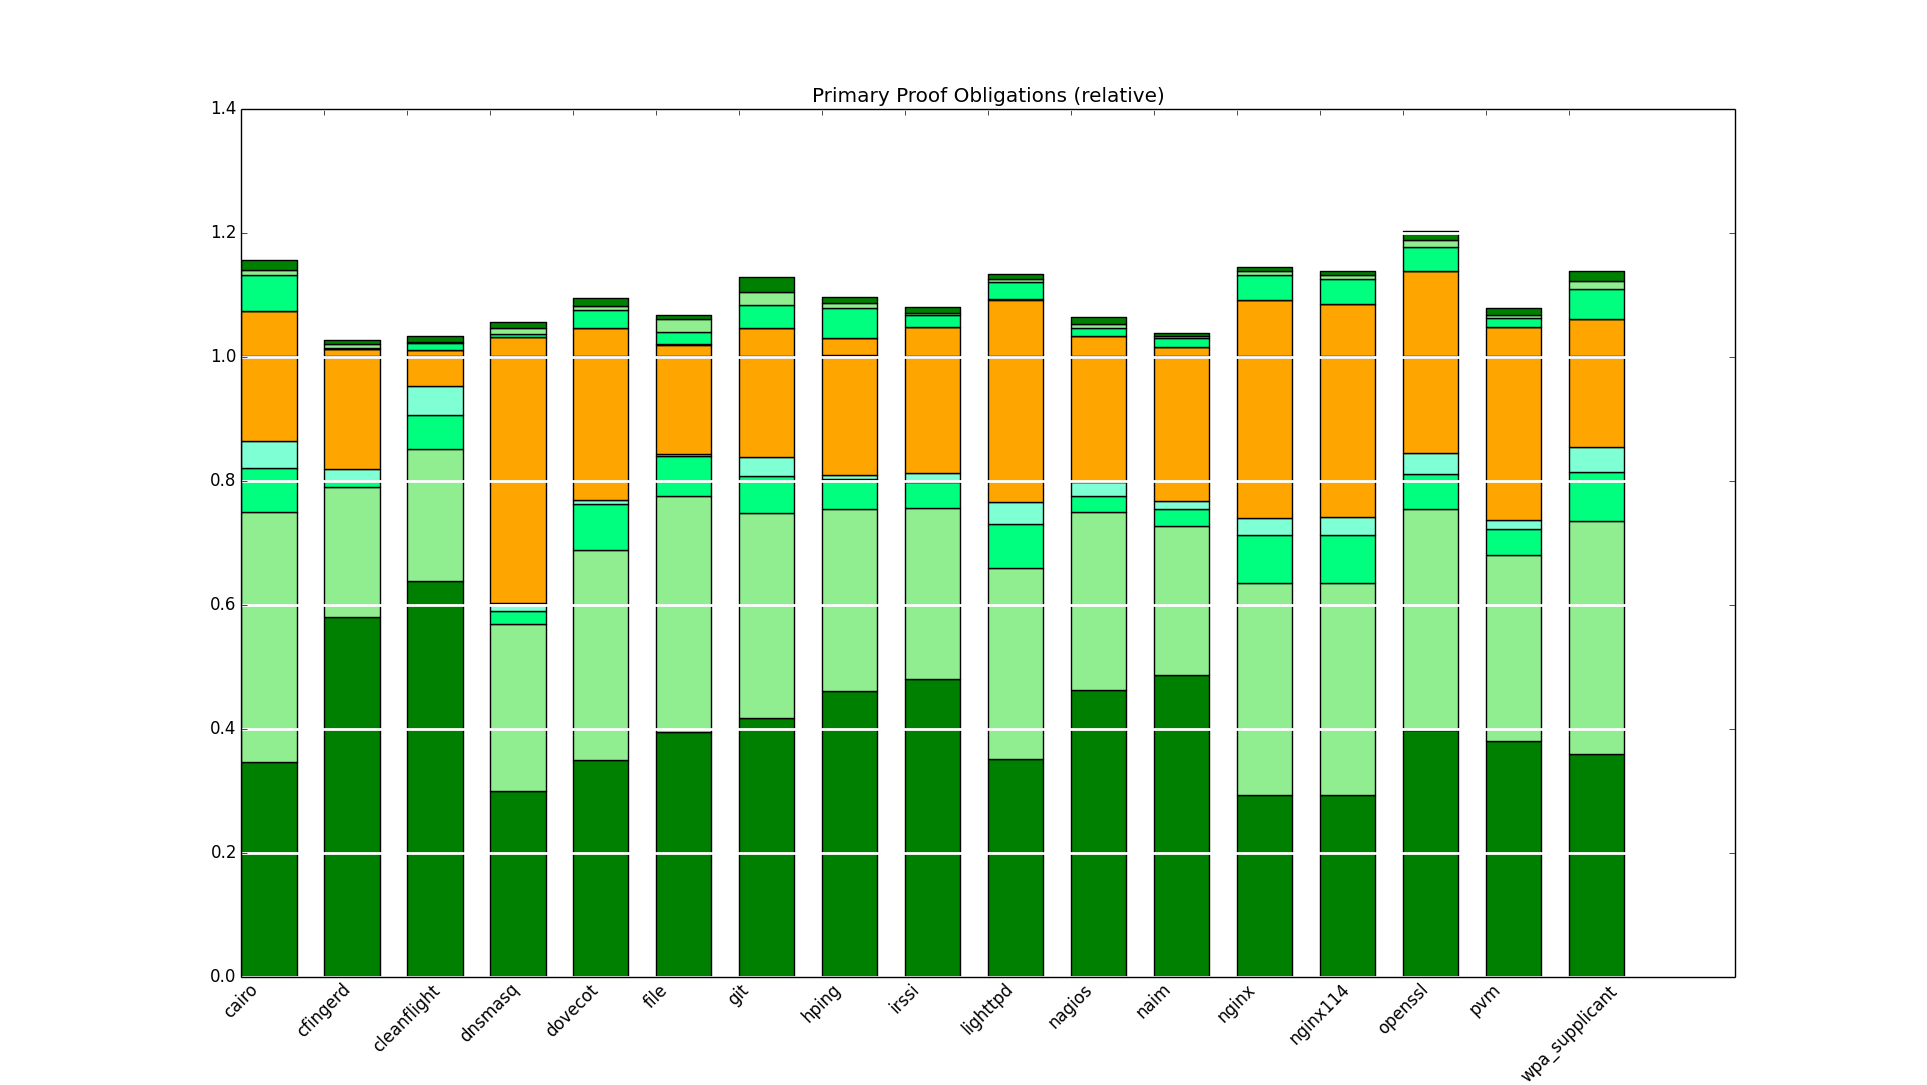 Primary Proof Obligations (relative)
1.4
1.2
1.0
0.8
0.6
0.4
0.2
0.0
cairo
cfingerd
cleanflight
dnsmasq
dovecot
file
git
hping
irssi
lighttpd
nagios
naim
nginx
nginx114
openssl
pvm
wpa_supplicant